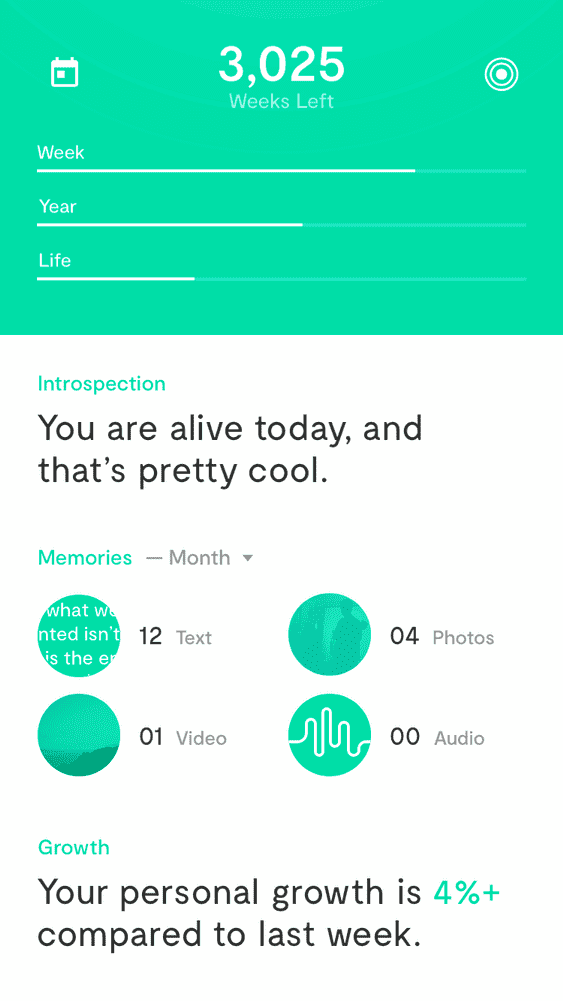 3,025
Weeks Left
Week
Year
Life
Introspection
You are alive today, and
that’s pretty cool.
Memories — Month
what we
nted isn't
is the
12 Text
04 Photos
01 Video
00 Audio
Growth
Your personal growth is 4%+
compared to last week.